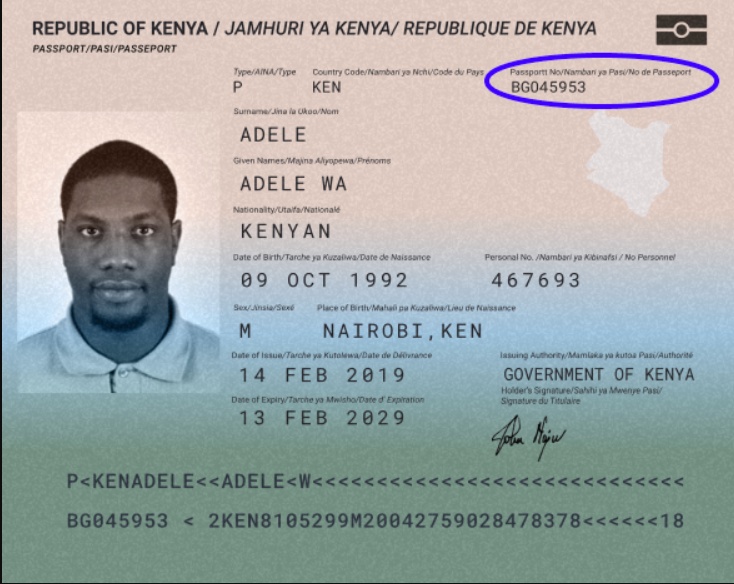 REPUBLIC OF KENYA / JAMHURI YA KENYA/ REPUBLIQUE DE KENYA
PASSPORT/PASI/PASSEPORT
Type/AINA/Type Country Code/Nambari ya Nchi/Code du Pays Passportt No/Nambari ya Pasi/No de Passeport
P KEN BG045953
Surname/Jina la Ukoo/Nom
ADELE
Given Names/Majina Aliyopewa/Prénoms
ADELE WA
Nationality/Utaifa/Nationalé
KENYAN
Date of Birth/Tarche ya Kuzaliwa/Date de Naissance Personal No. /Nambari ya Kibinafsi / No Personnel
09 OCT 1992 467693
Sex/Jinsia/Sexé Place of Birth/Mahali pa Kuzaliwa/Lieu de Naissance
M NAIROBI,KEN
Date of Issue/Tarche ya Kutolewa/Date de Délivrance Issuing Authority/Mamlaka ya kutoa Pasi/Authorité
14 FEB 2019 GOVERNMENT OF KENYA
Date of Expiry/Tarche ya Mwisho/Date d' Expiration Holder's Signature/Sahihi ya Mwenye Pasi/
Signature du Titulaire
13 FEB 2029
P<KENADELE<<ADELE<W<<<<<<<<<<<<<<<<<<<<<<<<<<<<<
BG045953 < 2KEN8105299M20042759028478378<<<<<<18